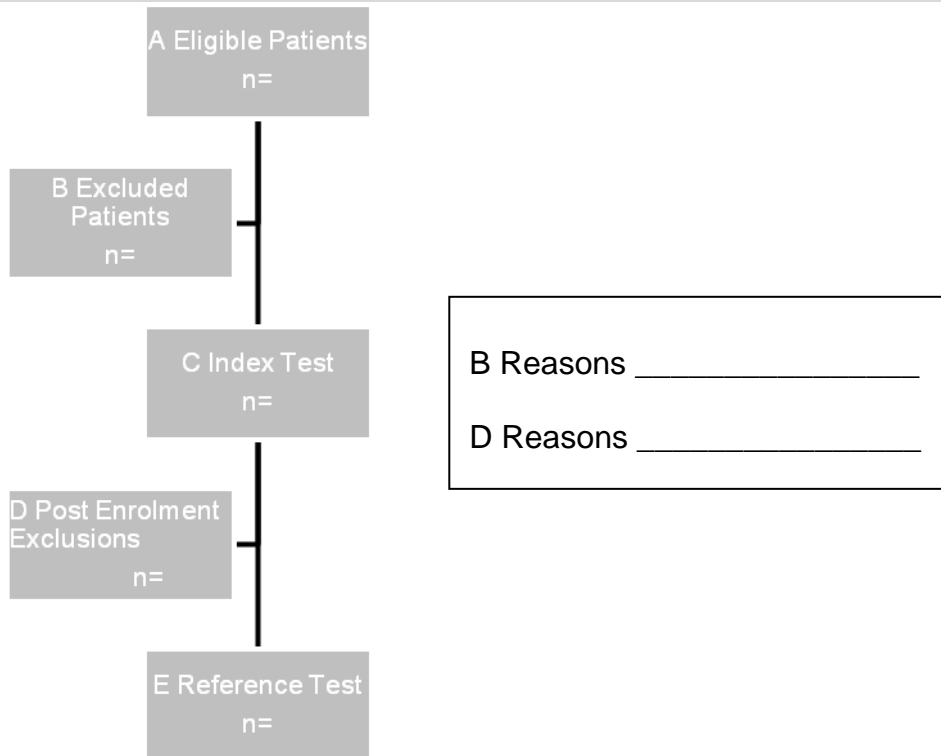 A Eligible Patients
n=
B Excluded
Patients
n=
C Index Test
n=
B Reasons ________________
D Reasons ________________
D Post Enrolment
Exclusions
n=
E Reference Test
n=